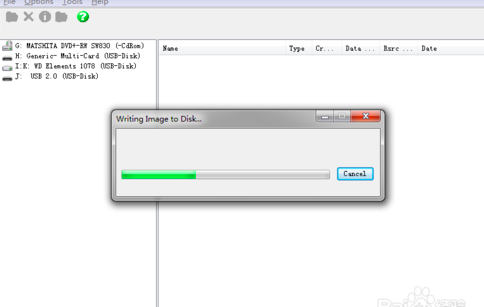 File Options Tools Help
G: MATSHITA DVD+-RW SW830 (-CdRom)
H: Generic- Multi-Card (USB-Disk)
I:K: WD Elements 1078 (USB-Disk)
J: USB 2.0 (USB-Disk)
Name Type Cr... Data ... Rsrc ... Date
Writing Image to Disk...
Cancel